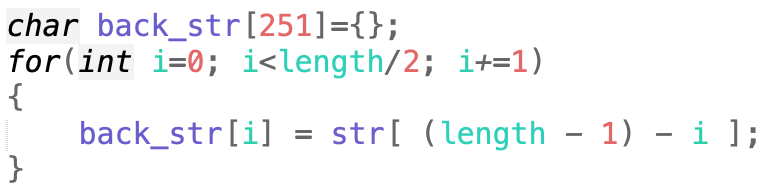 char back_str[251]={};
for(int i=0; i<length/2; i+=1)
{
    back_str[i] = str[ (length - 1) - i ];
}